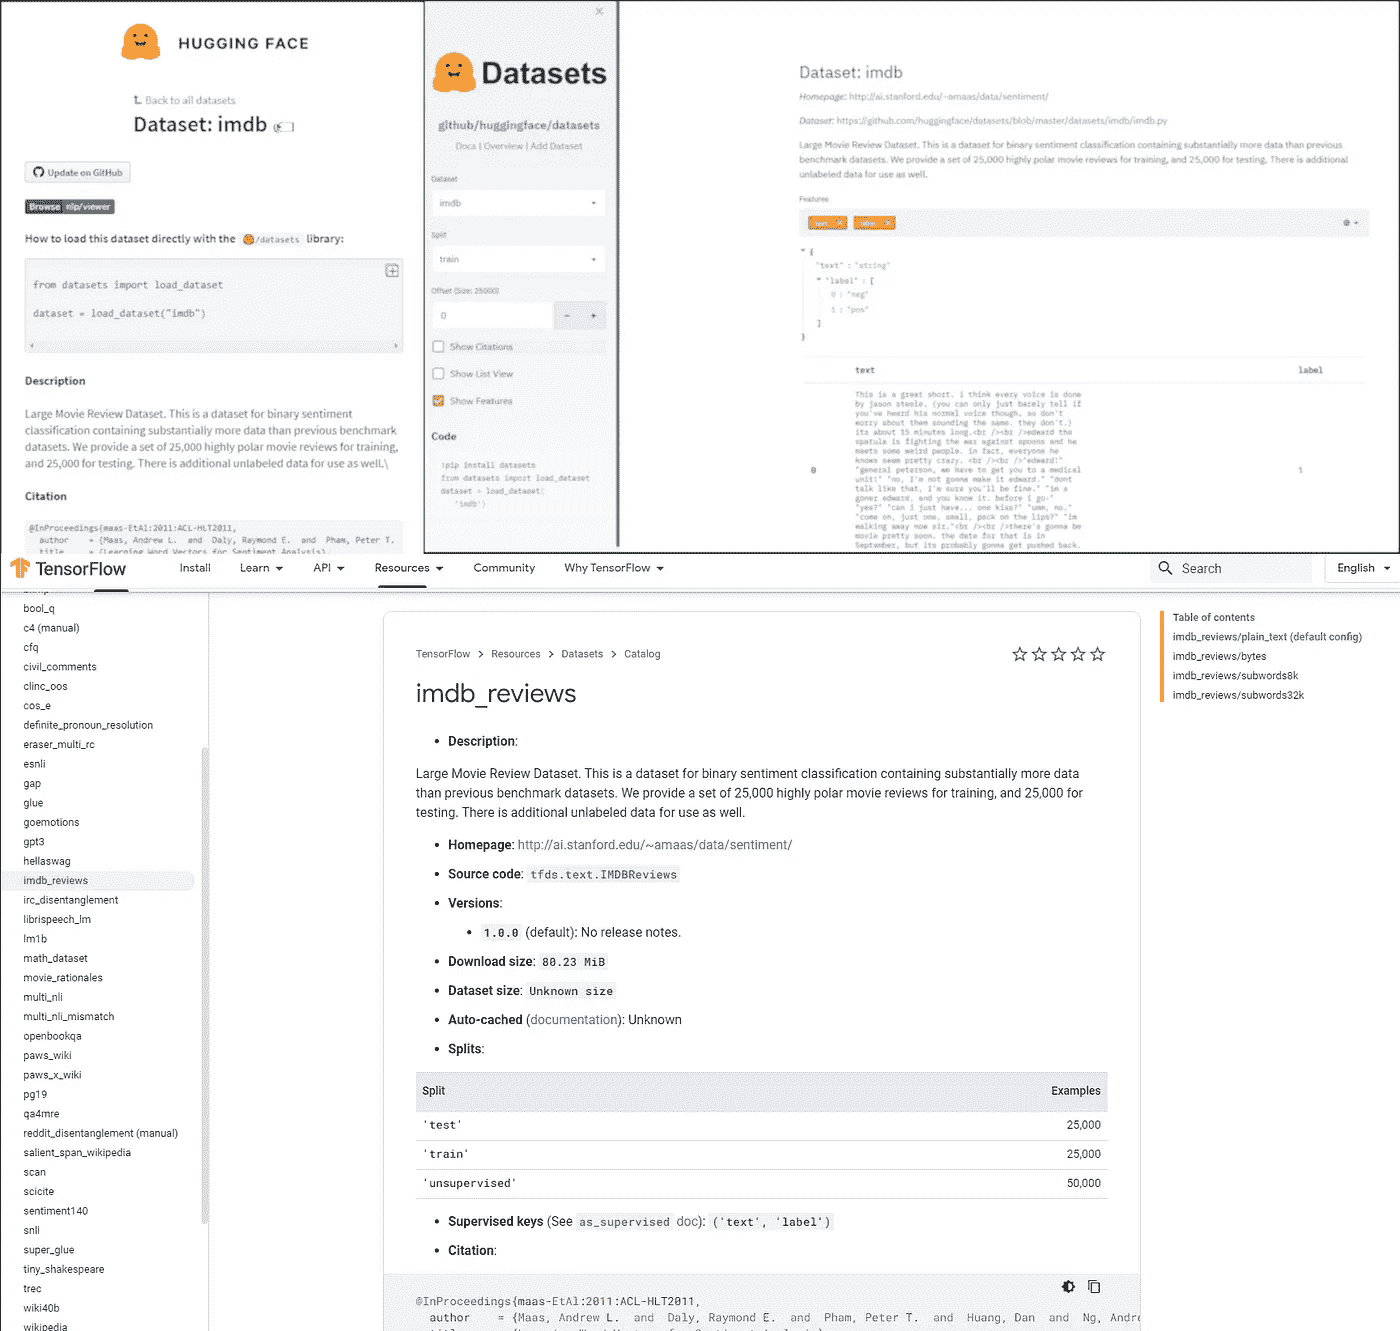 HUGGING FACE
Back to all datasets
Dataset: imdb
Update on GitHub
Browse nlp/viewer
How to load this dataset directly with the /datasets library:
from datasets import load_dataset
dataset = load_dataset("imdb")
Description
Large Movie Review Dataset. This is a dataset for binary sentiment
classification containing substantially more data than previous benchmark
datasets. We provide a set of 25,000 highly polar movie reviews for training,
and 25,000 for testing. There is additional unlabeled data for use as well.\
Citation
@InProceedings{maas-EtAl:2011:ACL-HLT2011,
author = {Maas, Andrew L. and Daly, Raymond E. and Pham, Peter T.
title = {Learning Word Vectors for Sentiment Analysis},
×
Datasets
github/huggingface/datasets
Docs | Overview | Add Dataset
Dataset
imdb
Split
train
Offset (Size: 25000)
0
- +
Show Citations
Show List View
Show Features
Code
!pip install datasets
from datasets import load_dataset
dataset = load_dataset(
'imdb')
Dataset: imdb
Homepage: http://ai.stanford.edu/~amaas/data/sentiment/
Dataset: https://github.com/huggingface/datasets/blob/master/datasets/imdb/imdb.py
Large Movie Review Dataset. This is a dataset for binary sentiment classification containing substantially more data than previous
benchmark datasets. We provide a set of 25,000 highly polar movie reviews for training, and 25,000 for testing. There is additional
unlabeled data for use as well.
Features
{
"text" : "string"
"label" : [
0 : "neg"
1 : "pos"
]
}
text label
This is a great short. i think every voice is done
by jason steele. (you can only just barely tell if
you've heard his normal voice though, so don't
worry about them sounding the same. they don't.)
its about 15 minutes long.<br /><br />edward the
spatula is fighting the war against spoons and he
meets some weird people. in fact, everyone he
knows seem pretty crazy. <br /><br />"edward!"
"general peterson, we have to get you to a medical
unit!" "no, I'm not gonna make it edward." "dont
talk like that, I'm sure you'll be fine." "im a
goner edward, and you know it. before i go-"
"yes?" "can i just have... one kiss?" "umm, no."
"come on, just one, small, peck on the lips?" "im
walking away now sir."<br /><br />there's gonna be
movie pretty soon. the date for that is in
September, but its probably gonna get pushed back.
0 1
TensorFlow
Install Learn API Resources Community Why TensorFlow
Search
English
bool_q
c4 (manual)
cfq
civil_comments
clinc_oos
cos_e
definite_pronoun_resolution
eraser_multi_rc
esnli
gap
glue
goemotions
gpt3
hellaswag
imdb_reviews
irc_disentanglement
librispeech_lm
lm1b
math_dataset
movie_rationales
multi_nli
multi_nli_mismatch
openbookqa
paws_wiki
paws_x_wiki
pg19
qa4mre
reddit_disentanglement (manual)
salient_span_wikipedia
scan
scicite
sentiment140
snli
super_glue
tiny_shakespeare
trec
wiki40b
wikipedia
TensorFlow > Resources > Datasets > Catalog
imdb_reviews
• Description:
Large Movie Review Dataset. This is a dataset for binary sentiment classification containing substantially more data
than previous benchmark datasets. We provide a set of 25,000 highly polar movie reviews for training, and 25,000 for
testing. There is additional unlabeled data for use as well.
• Homepage: http://ai.stanford.edu/~amaas/data/sentiment/
• Source code: tfds.text.IMDBReviews
• Versions:
• 1.0.0 (default): No release notes.
• Download size: 80.23 MiB
• Dataset size: Unknown size
• Auto-cached (documentation): Unknown
• Splits:
Split Examples
'test' 25,000
'train' 25,000
'unsupervised' 50,000
• Supervised keys (See as_supervised doc): ('text', 'label')
• Citation:
@InProceedings{maas-EtAl:2011:ACL-HLT2011,
author = {Maas, Andrew L. and Daly, Raymond E. and Pham, Peter T. and Huang, Dan and Ng, Andre
Table of contents
imdb_reviews/plain_text (default config)
imdb_reviews/bytes
imdb_reviews/subwords8k
imdb_reviews/subwords32k